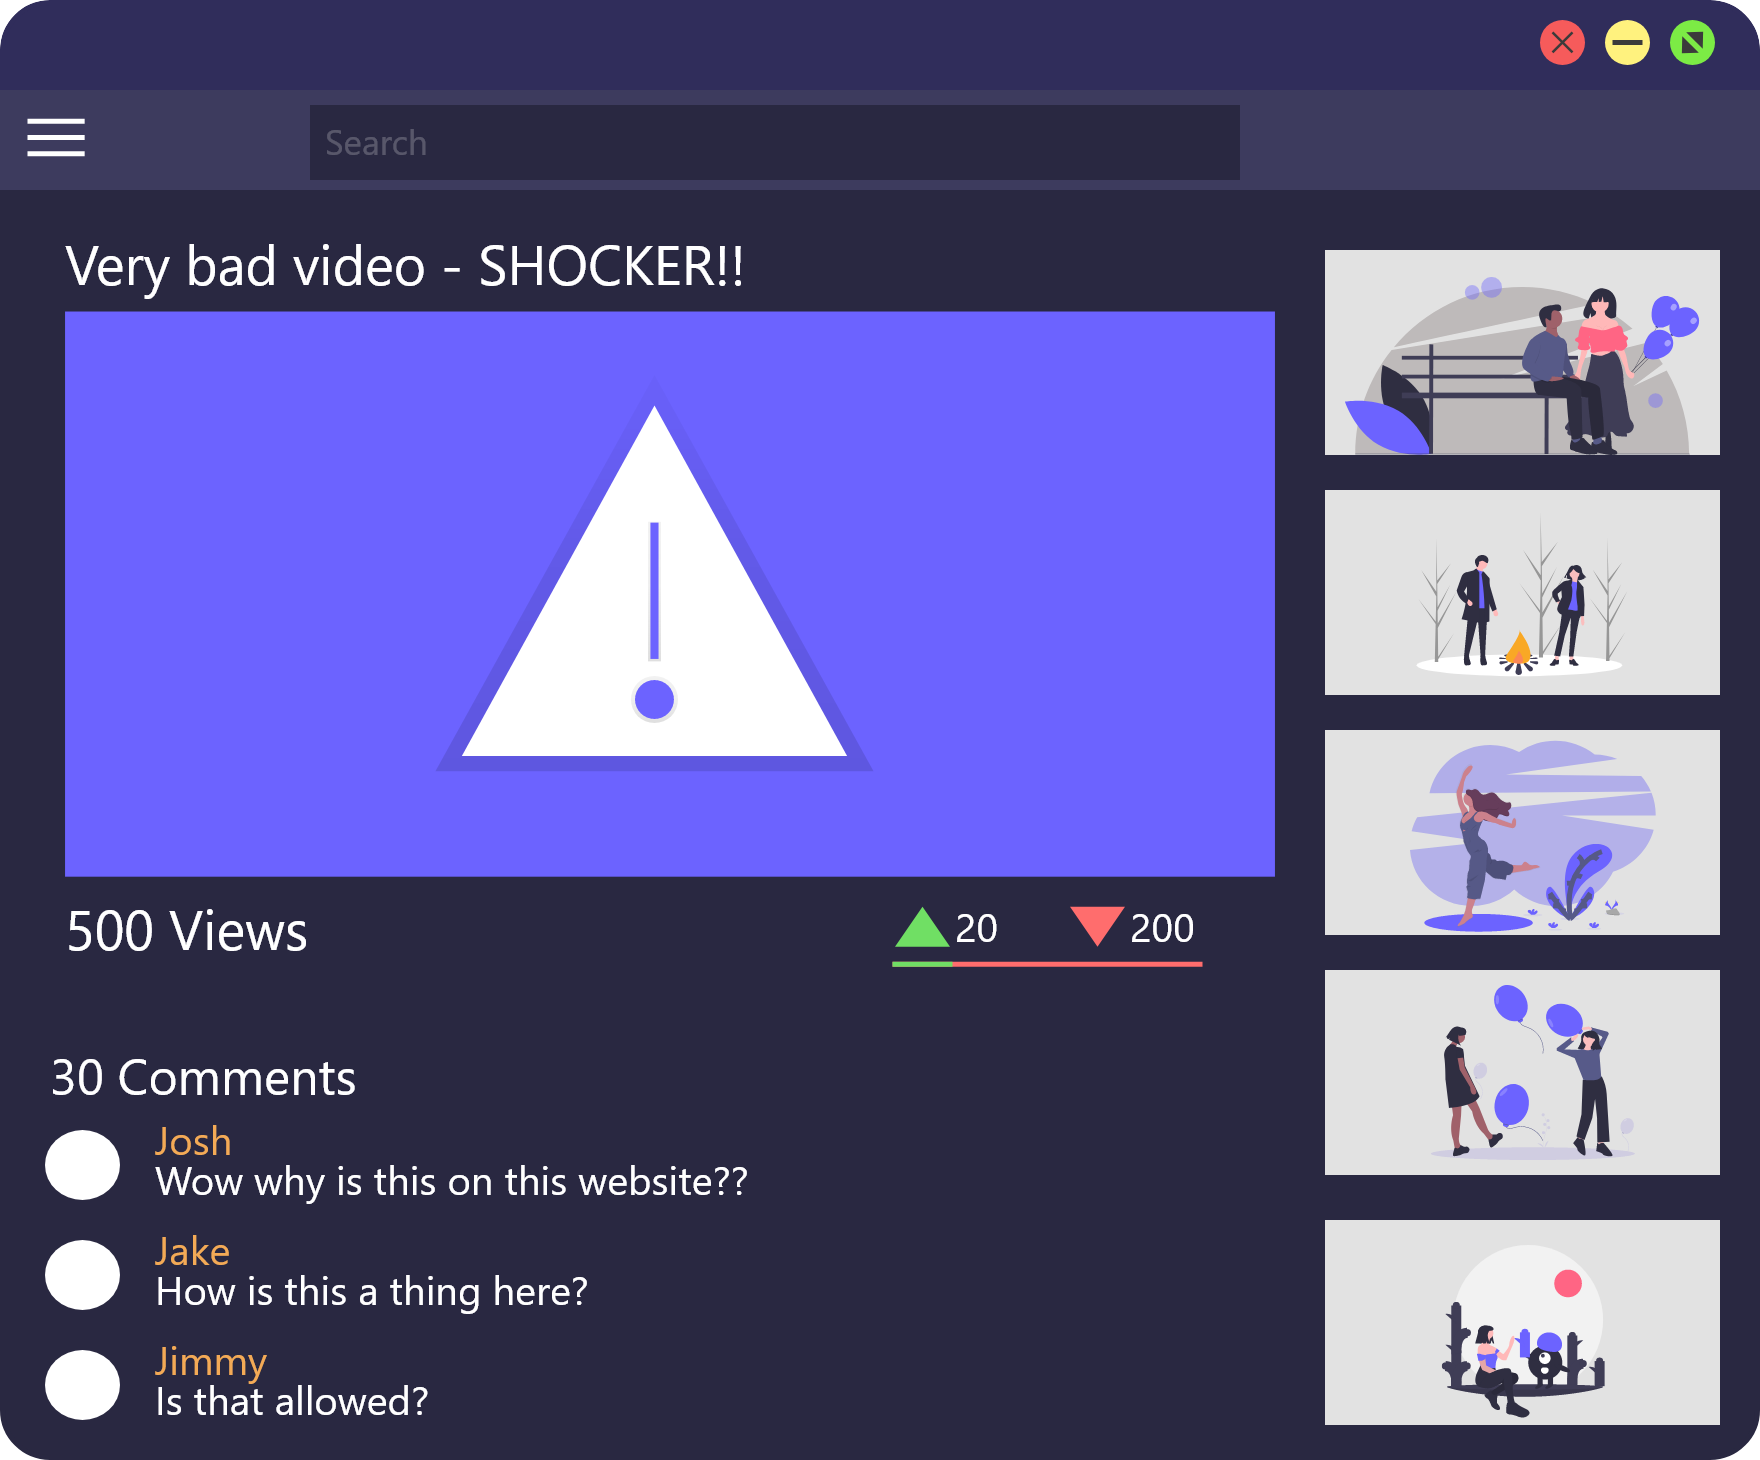 Search
Very bad video - SHOCKER!!
500 Views
20
200
30 Comments
Josh
Wow why is this on this website??
Jake
How is this a thing here?
Jimmy
Is that allowed?